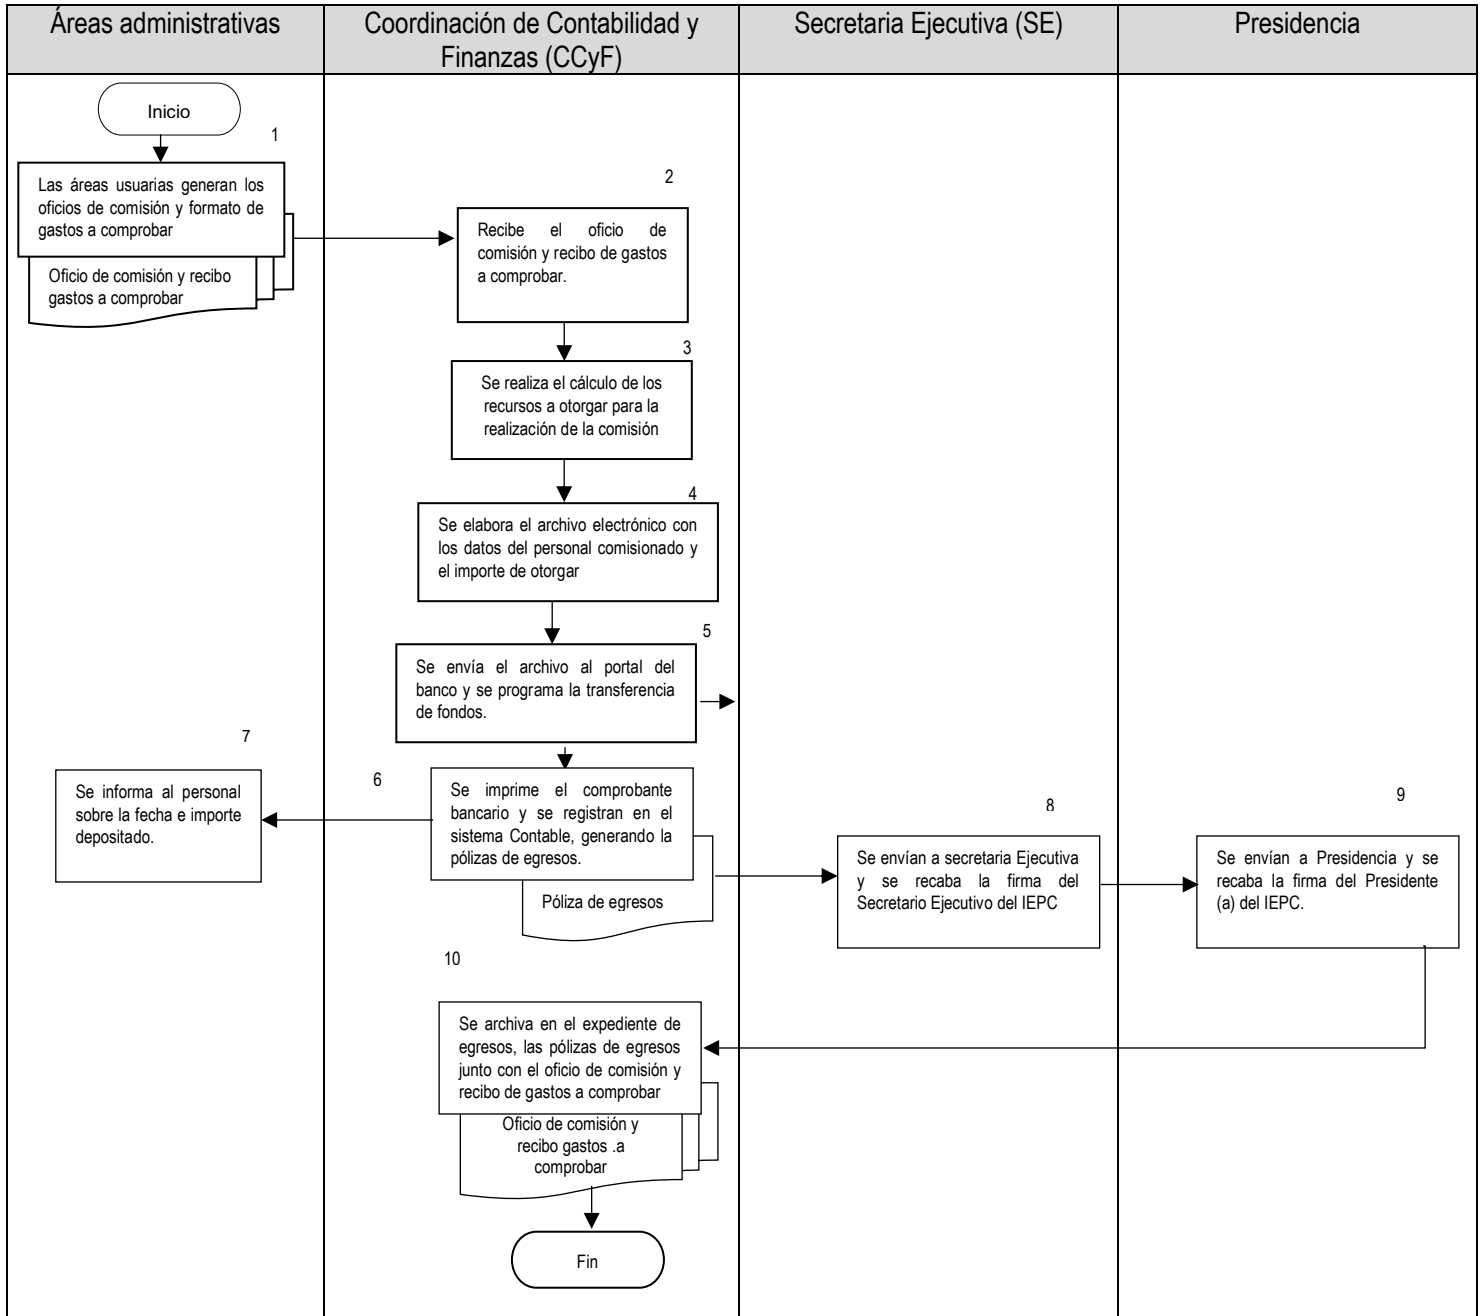 Áreas administrativas
Coordinación de Contabilidad y
Finanzas (CCyF)
Secretaria Ejecutiva (SE)
Presidencia
Inicio
1
Las áreas usuarias generan los
oficios de comisión y formato de
gastos a comprobar
Oficio de comisión y recibo
gastos a comprobar
2
Recibe el oficio de
comisión y recibo de gastos
a comprobar.
3
Se realiza el cálculo de los
recursos a otorgar para la
realización de la comisión
4
Se elabora el archivo electrónico con
los datos del personal comisionado y
el importe de otorgar
5
Se envía el archivo al portal del
banco y se programa la transferencia
de fondos.
6
Se imprime el comprobante
bancario y se registran en el
sistema Contable, generando la
pólizas de egresos.
Póliza de egresos
7
Se informa al personal
sobre la fecha e importe
depositado.
8
Se envían a secretaria Ejecutiva
y se recaba la firma del
Secretario Ejecutivo del IEPC
9
Se envían a Presidencia y se
recaba la firma del Presidente
(a) del IEPC.
10
Se archiva en el expediente de
egresos, las pólizas de egresos
junto con el oficio de comisión y
recibo de gastos a comprobar
Oficio de comisión y
recibo gastos .a
comprobar
Fin